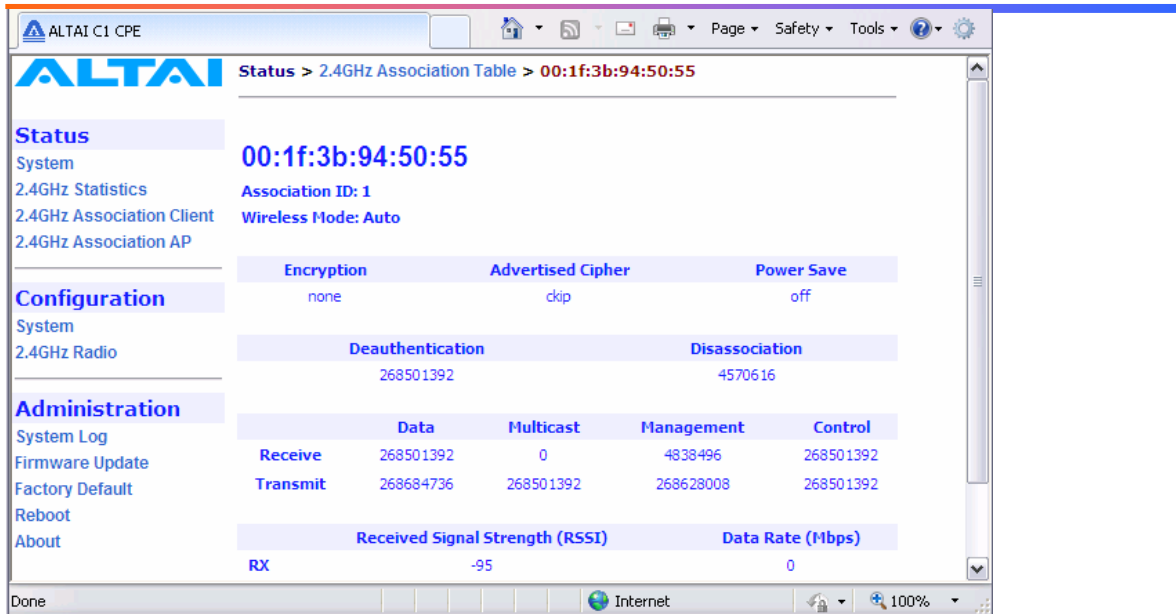 ALTAI C1 CPE
Page Safety Tools
ALTAI
Status > 2.4GHz Association Table > 00:1f:3b:94:50:55
Status
System
2.4GHz Statistics
2.4GHz Association Client
2.4GHz Association AP
Configuration
System
2.4GHz Radio
Administration
System Log
Firmware Update
Factory Default
Reboot
About
00:1f:3b:94:50:55
Association ID: 1
Wireless Mode: Auto
Encryption Advertised Cipher Power Save
none ckip off
Deauthentication Disassociation
268501392 4570616
Data Multicast Management Control
Receive 268501392 0 4838496 268501392
Transmit 268684736 268501392 268628008 268501392
Received Signal Strength (RSSI) Data Rate (Mbps)
RX -95 0
Done Internet 100%